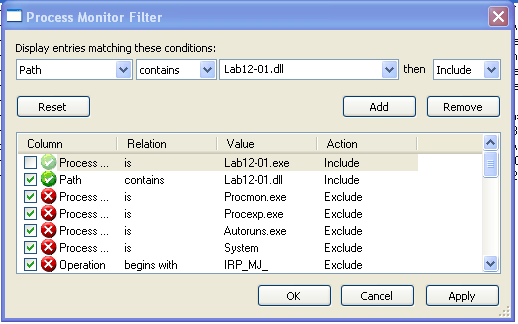 Process Monitor Filter
Display entries matching these conditions:
Path contains Lab12-01.dll then Include
Reset Add Remove
Column Relation Value Action
Process ... is Lab12-01.exe Include
Path contains Lab12-01.dll Include
Process ... is Procmon.exe Exclude
Process ... is Procexp.exe Exclude
Process ... is Autoruns.exe Exclude
Process ... is System Exclude
Operation begins with IRP_MJ_ Exclude
OK Cancel Apply